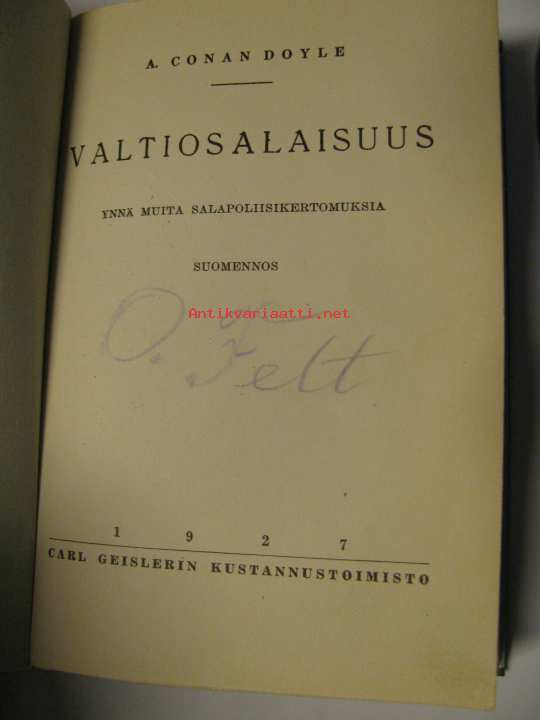 A. CONAN DOYLE
VALTIOSALAISUUS
YNNÄ MUITA SALAPOLIISIKERTOMUKSIA
SUOMENNOS
Antikvariaatti.net
O. Felt
1 9 2 7
CARL GEISLERIN KUSTANNUSTOIMISTO